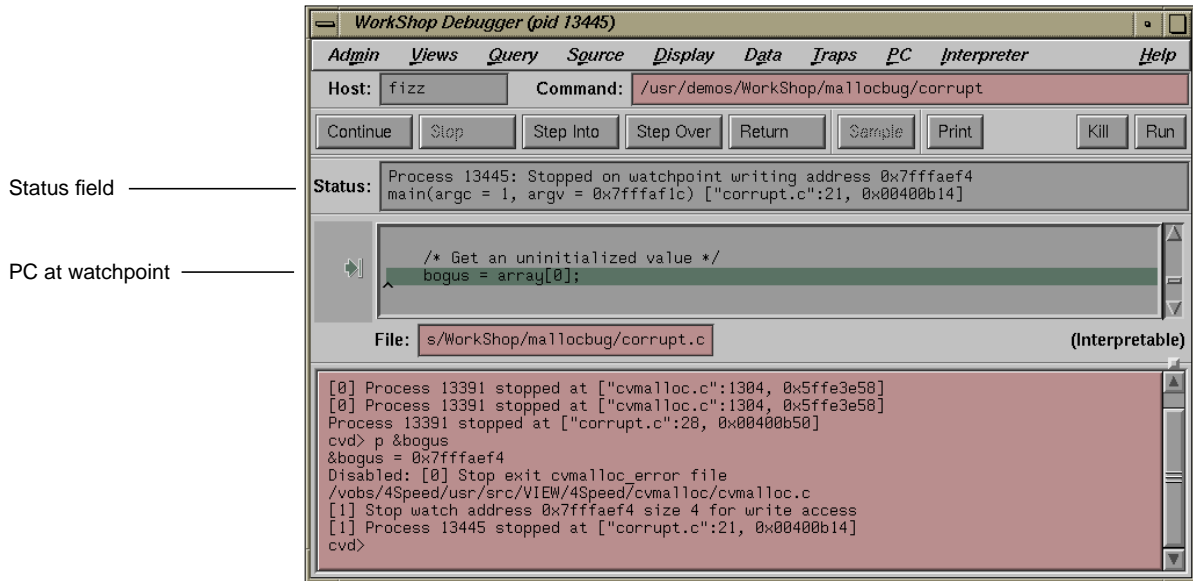 WorkShop Debugger (pid 13445)
Admin Views Query Source Display Data Traps PC Interpreter Help
Host: fizz Command: /usr/demos/WorkShop/mallocbug/corrupt
Continue Stop Step Into Step Over Return Sample Print Kill Run
Status field
Status: Process 13445: Stopped on watchpoint writing address 0x7fffaef4
main(argc = 1, argv = 0x7fffaf1c) ["corrupt.c":21, 0x00400b14]
/* Get an uninitialized value */
PC at watchpoint
bogus = array[0];
File: s/WorkShop/mallocbug/corrupt.c (Interpretable)
[0] Process 13391 stopped at ["cvmalloc.c":1304, 0x5ffe3e58]
[0] Process 13391 stopped at ["cvmalloc.c":1304, 0x5ffe3e58]
Process 13391 stopped at ["corrupt.c":28, 0x00400b50]
cvd> p &bogus
&bogus = 0x7fffaef4
Disabled: [0] Stop exit cvmalloc_error file
/vobs/4Speed/usr/src/VIEW/4Speed/cvmalloc/cvmalloc.c
[1] Stop watch address 0x7fffaef4 size 4 for write access
[1] Process 13445 stopped at ["corrupt.c":21, 0x00400b14]
cvd>